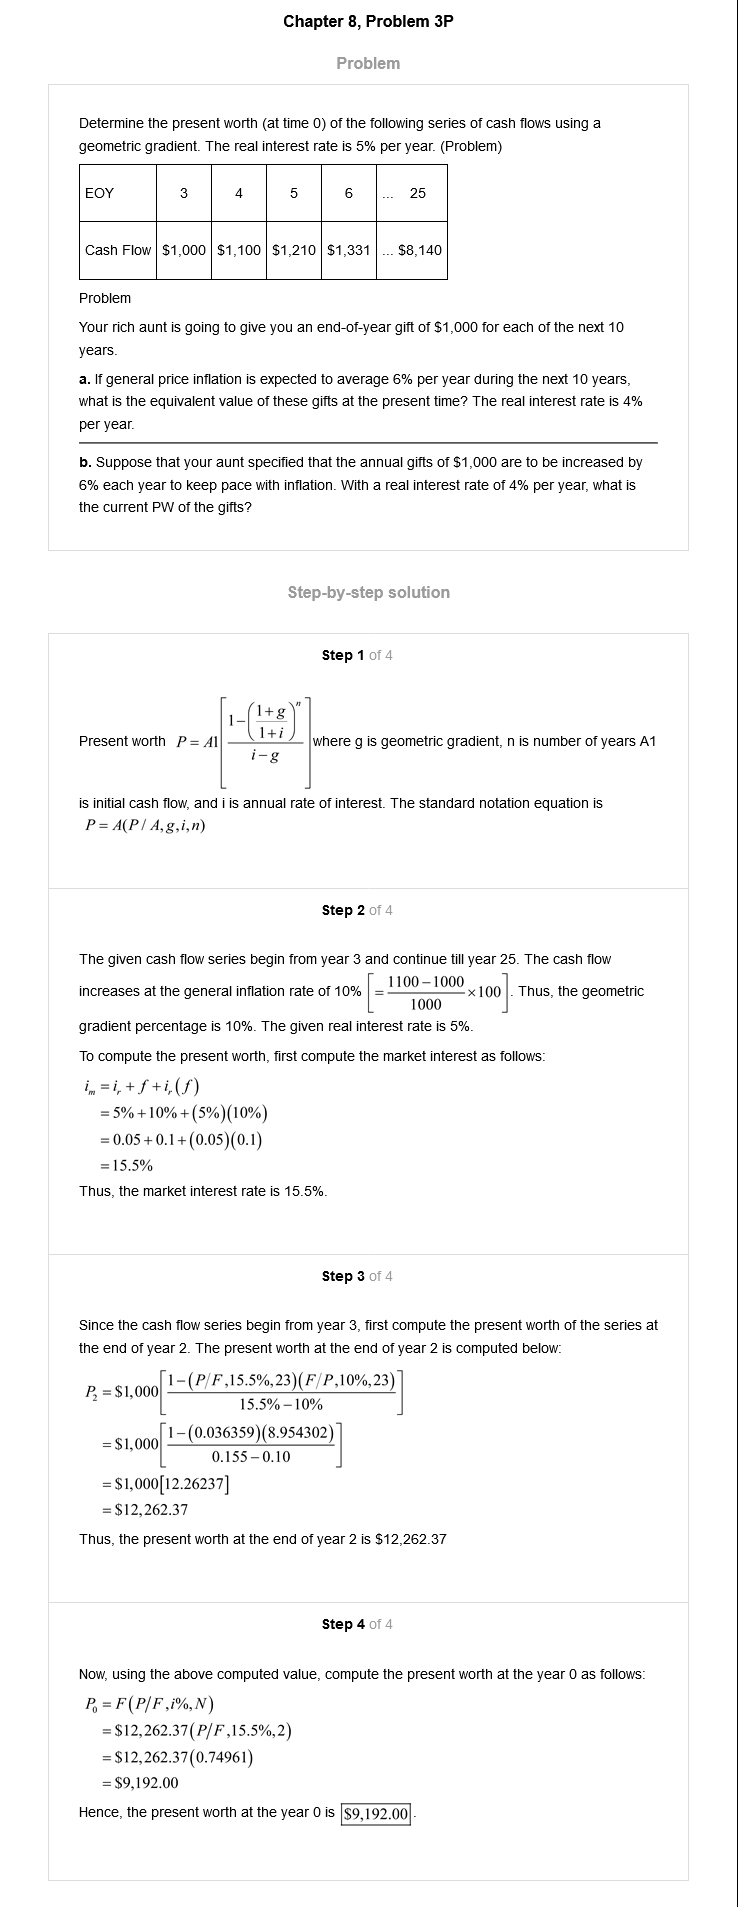 Chapter 8, Problem 3P
Problem
Determine the present worth (at time 0) of the following series of cash flows using a
geometric gradient. The real interest rate is 5% per year. (Problem)
EOY 3 4 5 6 ... 25
Cash Flow $1,000 $1,100 $1,210 $1,331 ... $8,140
Problem
Your rich aunt is going to give you an end-of-year gift of $1,000 for each of the next 10
years.
a. If general price inflation is expected to average 6% per year during the next 10 years,
what is the equivalent value of these gifts at the present time? The real interest rate is 4%
per year.
b. Suppose that your aunt specified that the annual gifts of $1,000 are to be increased by
6% each year to keep pace with inflation. With a real interest rate of 4% per year, what is
the current PW of the gifts?
Step-by-step solution
Step 1 of 4
Present worth P = A1[(1−((1+g)/(1+i))^n)/(i−g)] where g is geometric gradient, n is number of years A1
is initial cash flow, and i is annual rate of interest. The standard notation equation is
P = A(P / A, g, i, n)
Step 2 of 4
The given cash flow series begin from year 3 and continue till year 25. The cash flow
increases at the general inflation rate of 10% [= (1100−1000)/1000 ×100]. Thus, the geometric
gradient percentage is 10%. The given real interest rate is 5%.
To compute the present worth, first compute the market interest as follows:
i_m = i_r + f + i_r(f)
= 5% + 10% + (5%)(10%)
= 0.05 + 0.1 + (0.05)(0.1)
= 15.5%
Thus, the market interest rate is 15.5%.
Step 3 of 4
Since the cash flow series begin from year 3, first compute the present worth of the series at
the end of year 2. The present worth at the end of year 2 is computed below:
P_2 = $1,000[(1−(P/F,15.5%,23)(F/P,10%,23))/(15.5%−10%)]
= $1,000[(1−(0.036359)(8.954302))/(0.155−0.10)]
= $1,000[12.26237]
= $12,262.37
Thus, the present worth at the end of year 2 is $12,262.37
Step 4 of 4
Now, using the above computed value, compute the present worth at the year 0 as follows:
P_0 = F(P/F,i%,N)
= $12,262.37(P/F,15.5%,2)
= $12,262.37(0.74961)
= $9,192.00
Hence, the present worth at the year 0 is $9,192.00.